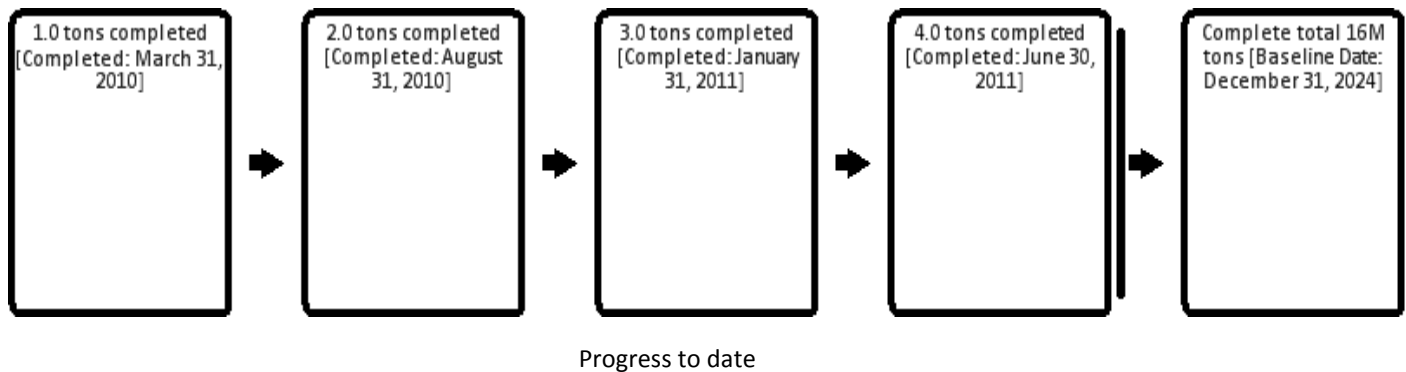 1.0 tons completed
[Completed: March 31,
2010]
2.0 tons completed
[Completed: August
31, 2010]
3.0 tons completed
[Completed: January
31, 2011]
4.0 tons completed
[Completed: June 30,
2011]
Complete total 16M
tons [Baseline Date:
December 31, 2024]
Progress to date